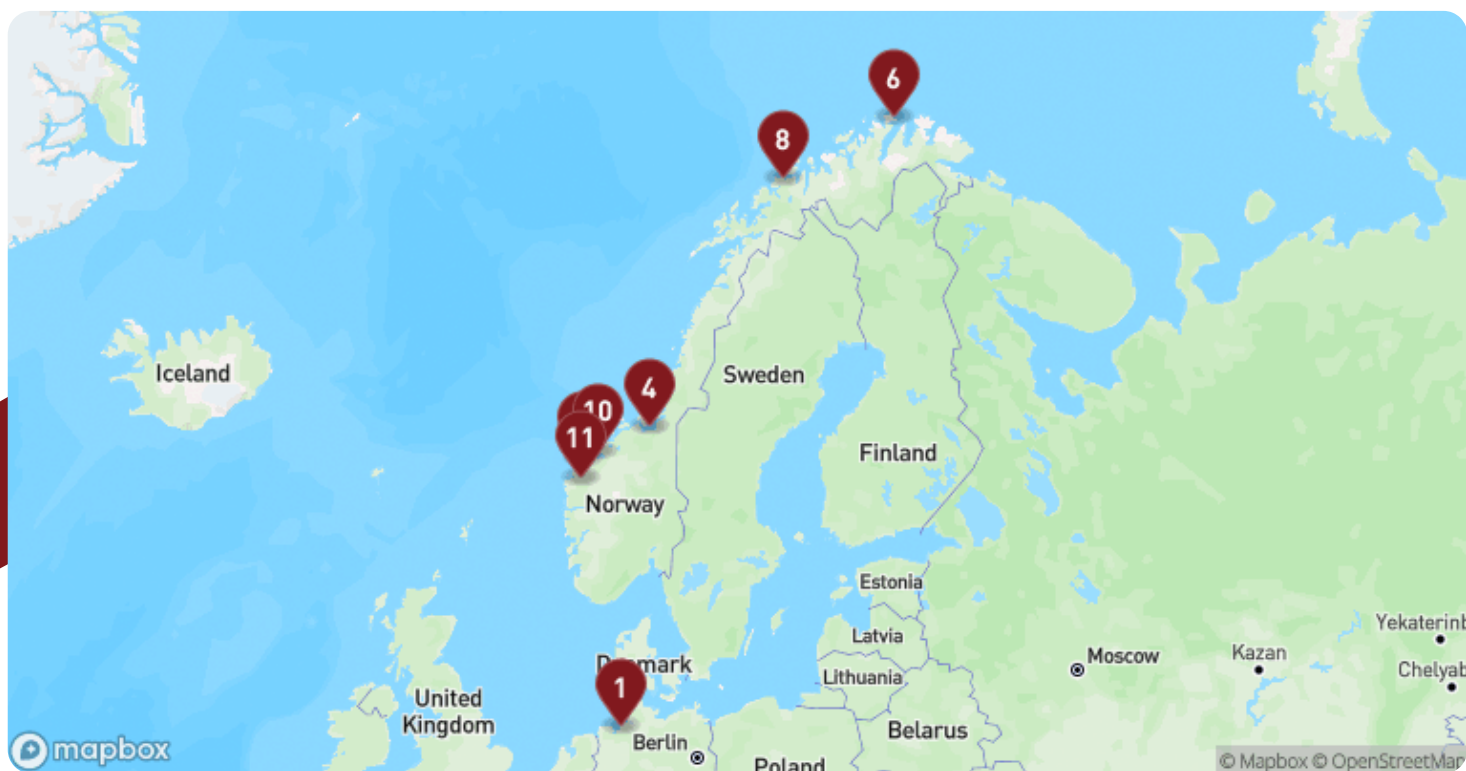 6
8
Iceland
4
10
11
Sweden
Finland
Norway
Estonia
Latvia
Lithuania
Denmark
1
United
Kingdom
Berlin
Poland
Belarus
Moscow
Kazan
Yekaterinb
Chelyab
mapbox
© Mapbox © OpenStreetMap